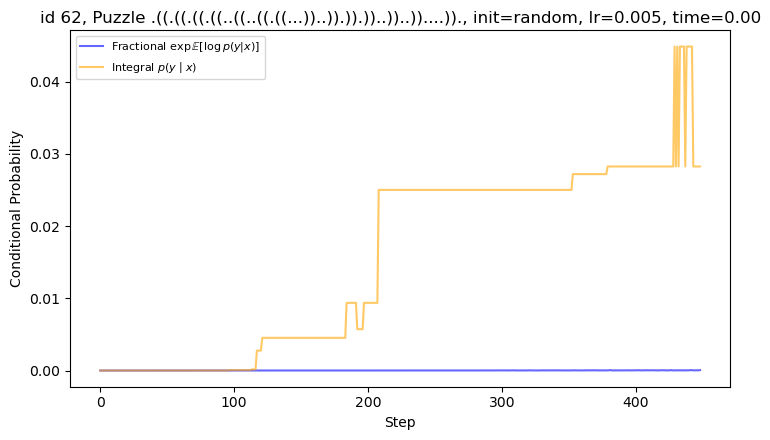 id 62, Puzzle .((.((.((.((..((..((.((...))..)).)).))..))..))....))., init=random, lr=0.005, time=0.00
Fractional exp𝔼[log p(y|x)]
Integral p(y | x)
Conditional Probability
0.04
0.03
0.02
0.01
0.00
0 100 200 300 400
Step